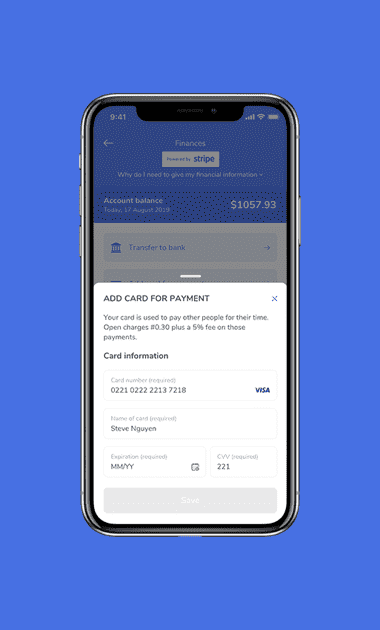 9:41
Finances
Powered by stripe
Why do I need to give my financial information
Account balance
Today, 17 August 2019
$1057.93
Transfer to bank
ADD CARD FOR PAYMENT
Your card is used to pay other people for their time.
Open charges #0.30 plus a 5% fee on those
payments.
Card information
Card number (required)
0221 0222 2213 7218
VISA
Name of card (required)
Steve Nguyen
Expiration (required)
MM/YY
CVV (required)
221
Save